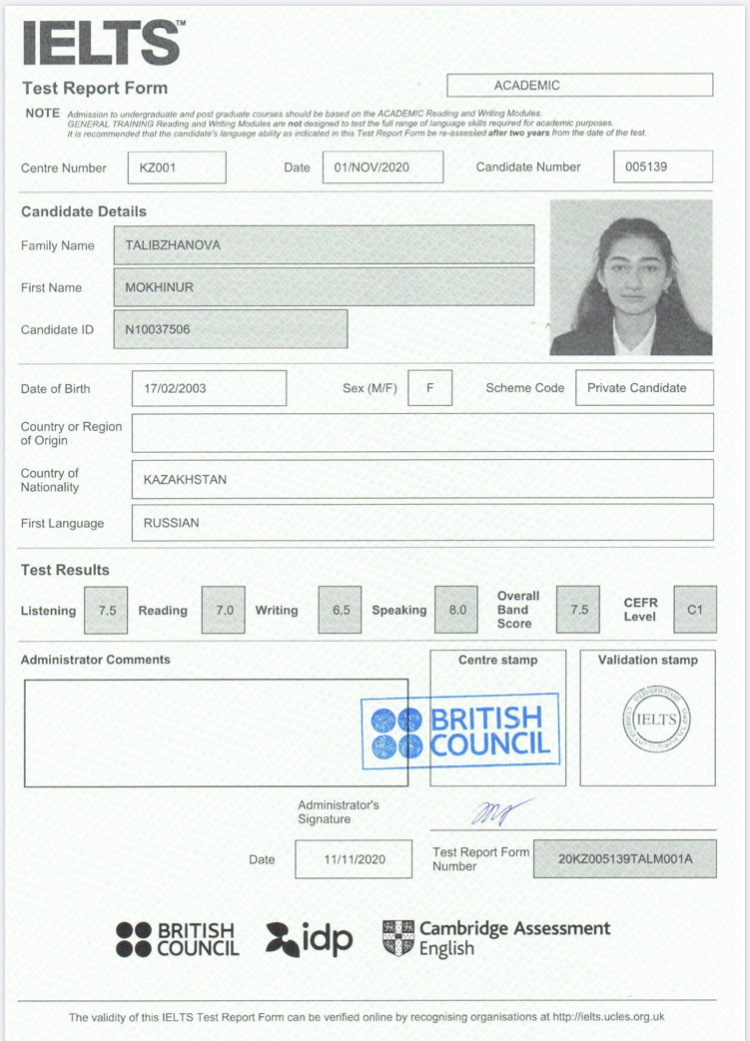 IELTS™
Test Report Form
ACADEMIC
NOTE Admission to undergraduate and post graduate courses should be based on the ACADEMIC Reading and Writing Modules.
GENERAL TRAINING Reading and Writing Modules are not designed to test the full range of language skills required for academic purposes.
It is recommended that the candidate's language ability as indicated in this Test Report Form be re-assessed after two years from the date of the test.
Centre Number KZ001 Date 01/NOV/2020 Candidate Number 005139
Candidate Details
Family Name TALIBZHANOVA
First Name MOKHINUR
Candidate ID N10037506
Date of Birth 17/02/2003 Sex (M/F) F Scheme Code Private Candidate
Country or Region
of Origin
Country of
Nationality
KAZAKHSTAN
First Language RUSSIAN
Test Results
Listening 7.5 Reading 7.0 Writing 6.5 Speaking 8.0
Overall
Band
Score
7.5
CEFR
Level
C1
Administrator Comments
Centre stamp
Validation stamp
BRITISH
COUNCIL
IELTS
Administrator's
Signature
Date 11/11/2020
Test Report Form
Number
20KZ005139TALM001A
BRITISH
COUNCIL
idp
Cambridge Assessment
English
The validity of this IELTS Test Report Form can be verified online by recognising organisations at http://ielts.ucles.org.uk